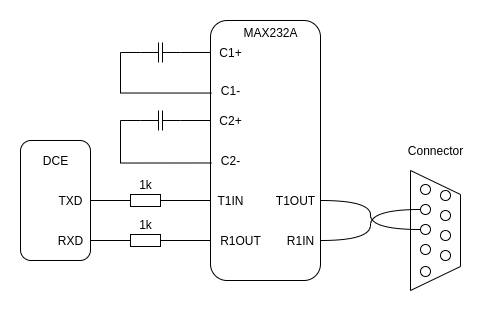 MAX232A
C1+
C1-
C2+
C2-
DCE
Connector
1k
TXD
T1IN
T1OUT
1k
RXD
R1OUT
R1IN